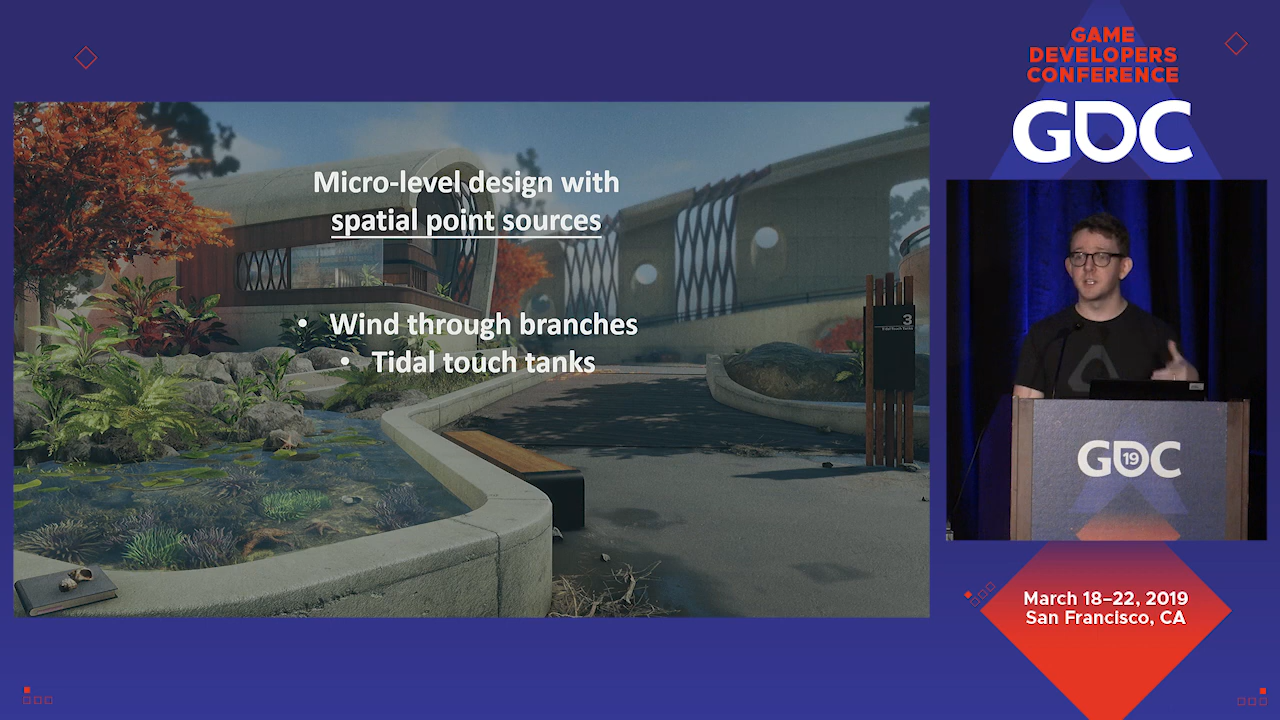 Micro-level design with
spatial point sources
• Wind through branches
• Tidal touch tanks
3
GAME
DEVELOPERS
CONFERENCE
GDC
GDC 19
March 18–22, 2019
San Francisco, CA